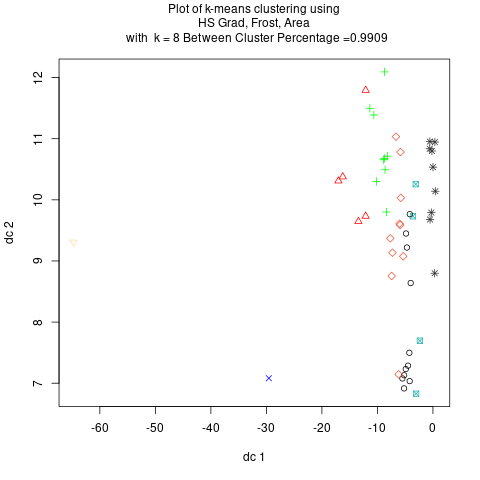 Plot of k-means clustering using
HS Grad, Frost, Area
with k = 8 Between Cluster Percentage =0.9909
12
11
10
9
8
7
dc 2
-60 -50 -40 -30 -20 -10 0
dc 1